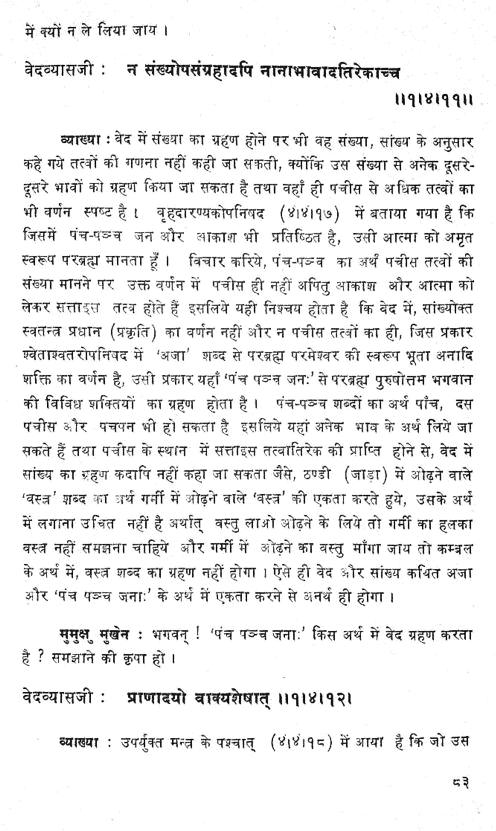 में क्यों न ले लिया जाय ।
वेदव्यासजी : न संख्योपसंग्रहादपि नानाभावादतिरेकाच्च
॥१।४।११॥
व्याख्या : वेद में संख्या का ग्रहण होने पर भी वह संख्या, सांख्य के अनुसार
कहे गये तत्वों की गणना नहीं कही जा सकती, क्योंकि उस संख्या से अनेक दूसरे-
दूसरे भावों को ग्रहण किया जा सकता है तथा वहाँ ही पचीस से अधिक तत्वों का
भी वर्णन स्पष्ट है । वृहदारण्यकोपनिषद (४।४।१७) में बताया गया है कि
जिसमें पंच-पञ्च जन और आकाश भी प्रतिष्ठित है, उसी आत्मा को अमृत
स्वरूप परब्रह्म मानता हूँ । विचार करिये, पंच-पञ्च का अर्थ पचीस तत्वों की
संख्या मानने पर उक्त वर्णन में पचीस ही नहीं अपितु आकाश और आत्मा को
लेकर सत्ताइस तत्व होते हैं इसलिये यही निश्चय होता है कि वेद में, सांख्योक्त
स्वतन्त्र प्रधान (प्रकृति) का वर्णन नहीं और न पचीस तत्वों का ही, जिस प्रकार
श्वेताश्वतरोपनिषद में 'अजा' शब्द से परब्रह्म परमेश्वर की स्वरूप भूता अनादि
शक्ति का वर्णन है, उसी प्रकार यहाँ 'पंच पञ्च जनः' से परब्रह्म पुरुषोत्तम भगवान
की विविध शक्तियों का ग्रहण होता है । पंच-पञ्च शब्दों का अर्थ पाँच, दस
पचीस और पचपन भी हो सकता है इसलिये यहां अनेक भाव के अर्थ लिये जा
सकते हैं तथा पचीस के स्थान में सत्ताइस तत्वातिरेक की प्राप्ति होने से, वेद में
सांख्य का ग्रहण कदापि नहीं कहा जा सकता जैसे, ठण्डी (जाड़ा) में ओढ़ने वाले
'वस्त्र' शब्द का अर्थ गर्मी में ओढ़ने वाले 'वस्त्र' की एकता करते हुये, उसके अर्थ
में लगाना उचित नहीं है अर्थात् वस्तु लाओ ओढ़ने के लिये तो गर्मी का हलका
वस्त्र नहीं समझना चाहिये और गर्मी में ओढ़ने का वस्तु माँगा जाय तो कम्बल
के अर्थ में, वस्त्र शब्द का ग्रहण नहीं होगा । ऐसे ही वेद और सांख्य कथित अजा
और 'पंच पञ्च जनाः' के अर्थ में एकता करने से अनर्थ ही होगा ।
मुमुक्षु मुखेन : भगवन् ! 'पंच पञ्च जनाः' किस अर्थ में वेद ग्रहण करता
है ? समझाने की कृपा हो ।
वेदव्यासजी : प्राणादयो वाक्यशेषात् ॥१।४।१२।
व्याख्या : उपर्युक्त मन्त्र के पश्चात् (४।४।१८) में आया है कि जो उस
८३